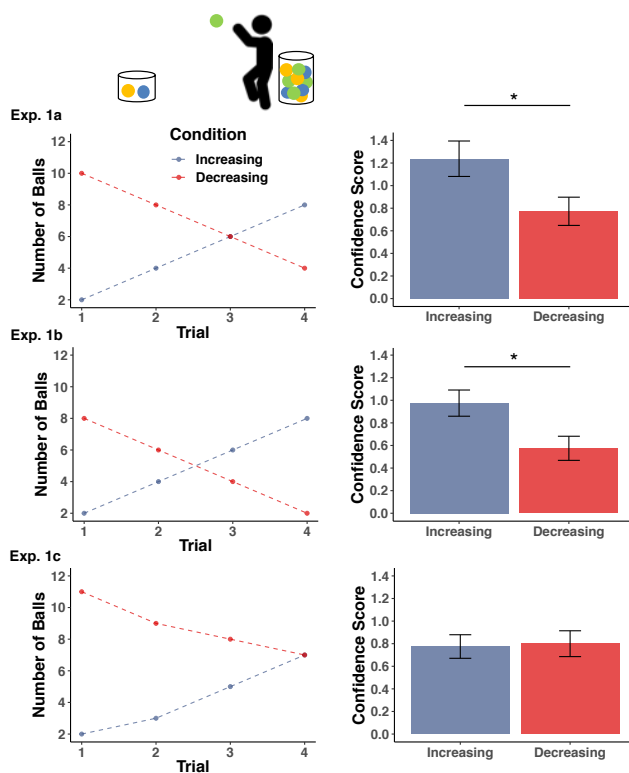 Exp. 1a
Condition
Increasing
Decreasing
Number of Balls
12
10
8
6
4
2
1 2 3 4
Trial
*
Confidence Score
1.4
1.2
1.0
0.8
0.6
0.4
0.2
0.0
Increasing Decreasing
Exp. 1b
Number of Balls
12
10
8
6
4
2
1 2 3 4
Trial
*
Confidence Score
1.4
1.2
1.0
0.8
0.6
0.4
0.2
0.0
Increasing Decreasing
Exp. 1c
Number of Balls
12
10
8
6
4
2
1 2 3 4
Trial
Confidence Score
1.4
1.2
1.0
0.8
0.6
0.4
0.2
0.0
Increasing Decreasing